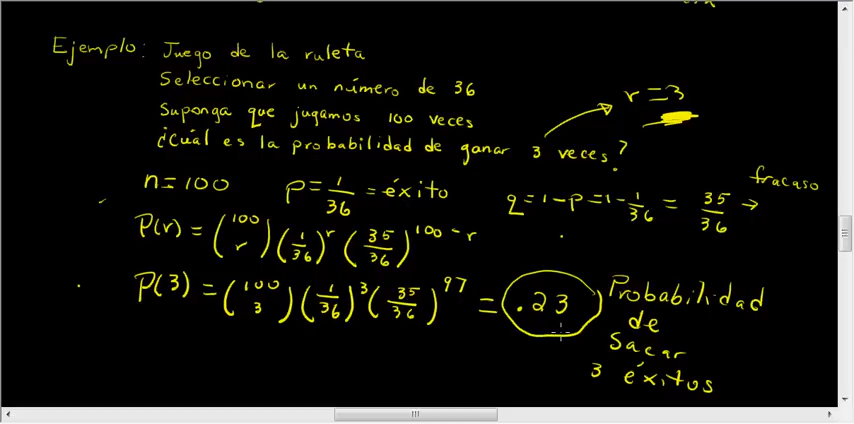 Ejemplo: Juego de la ruleta
Seleccionar un número de 36
Suponga que jugamos 100 veces
¿Cuál es la probabilidad de ganar 3 veces?
r = 3
n = 100 p = 1/36 = éxito
q = 1 - p = 1 - 1/36 = 35/36 → fracaso
P(r) = (100 r) (1/36)^r (35/36)^100 - r
P(3) = (100 3) (1/36)^3 (35/36)^97 = .23
Probabilidad
de
sacar
3 éxitos